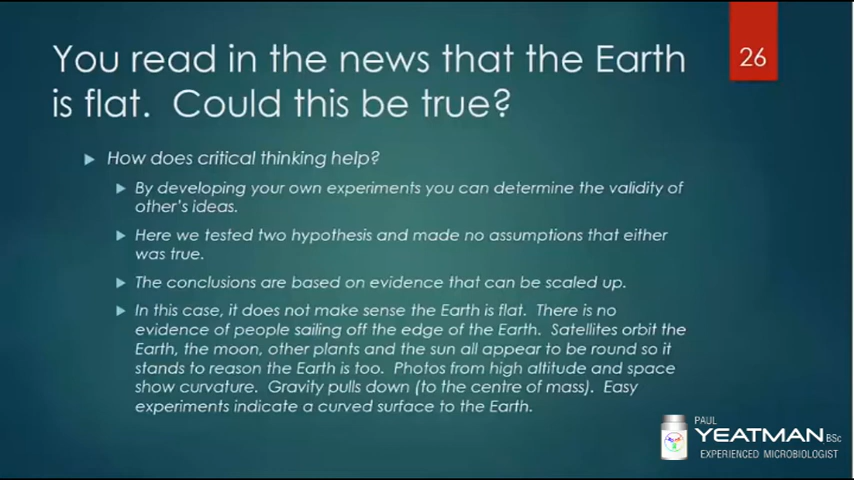 You read in the news that the Earth
is flat. Could this be true?
26
How does critical thinking help?
By developing your own experiments you can determine the validity of
other's ideas.
Here we tested two hypothesis and made no assumptions that either
was true.
The conclusions are based on evidence that can be scaled up.
In this case, it does not make sense the Earth is flat. There is no
evidence of people sailing off the edge of the Earth. Satellites orbit the
Earth, the moon, other plants and the sun all appear to be round so it
stands to reason the Earth is too. Photos from high altitude and space
show curvature. Gravity pulls down (to the centre of mass). Easy
experiments indicate a curved surface to the Earth.
PAUL
YEATMAN BSc
EXPERIENCED MICROBIOLOGIST